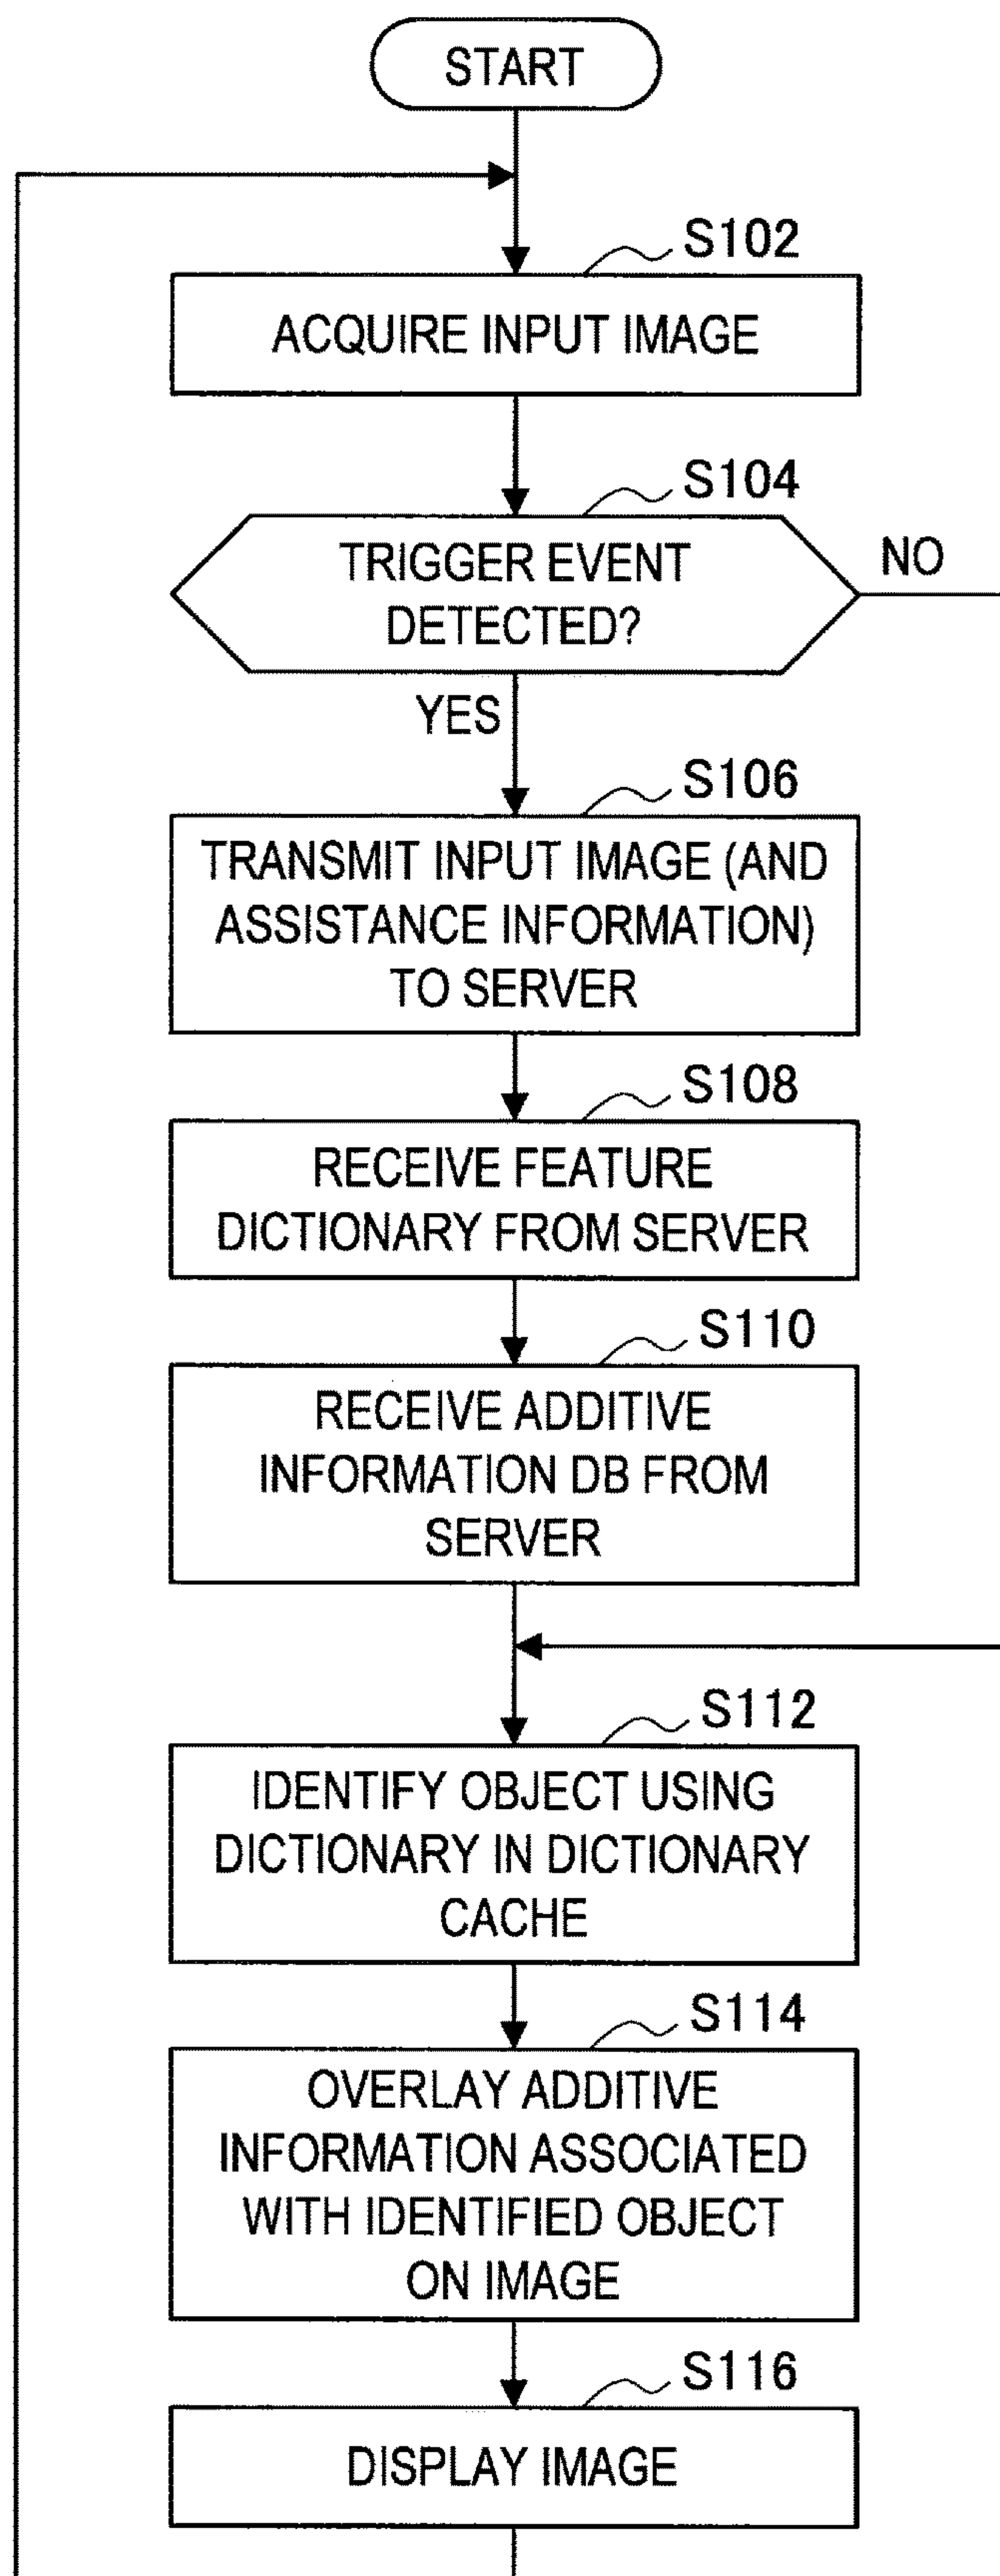 START
S102
ACQUIRE INPUT IMAGE
S104
TRIGGER EVENT
DETECTED?
NO
YES
S106
TRANSMIT INPUT IMAGE (AND
ASSISTANCE INFORMATION)
TO SERVER
S108
RECEIVE FEATURE
DICTIONARY FROM SERVER
S110
RECEIVE ADDITIVE
INFORMATION DB FROM
SERVER
S112
IDENTIFY OBJECT USING
DICTIONARY IN DICTIONARY
CACHE
S114
OVERLAY ADDITIVE
INFORMATION ASSOCIATED
WITH IDENTIFIED OBJECT
ON IMAGE
S116
DISPLAY IMAGE